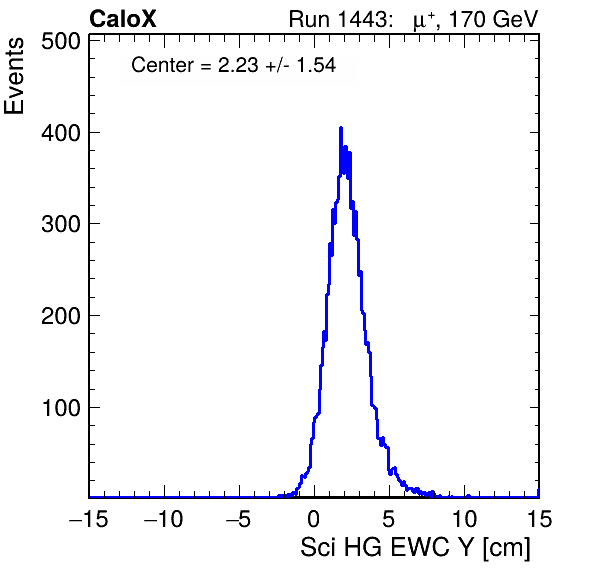 CaloX Run 1443: μ⁺, 170 GeV
Center = 2.23 +/- 1.54
Events
500
400
300
200
100
−15 −10 −5 0 5 10 15
Sci HG EWC Y [cm]